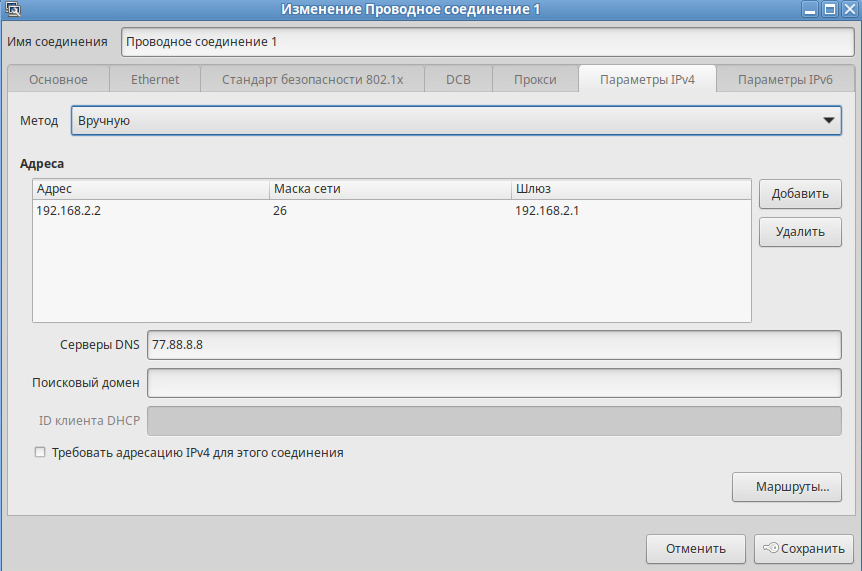 Изменение Проводное соединение 1
Имя соединения Проводное соединение 1
Основное Ethernet Стандарт безопасности 802.1x DCB Прокси Параметры IPv4 Параметры IPv6
Метод Вручную
Адреса
Адрес Маска сети Шлюз
192.168.2.2 26 192.168.2.1
Добавить
Удалить
Серверы DNS 77.88.8.8
Поисковый домен
ID клиента DHCP
Требовать адресацию IPv4 для этого соединения
Маршруты...
Отменить Сохранить